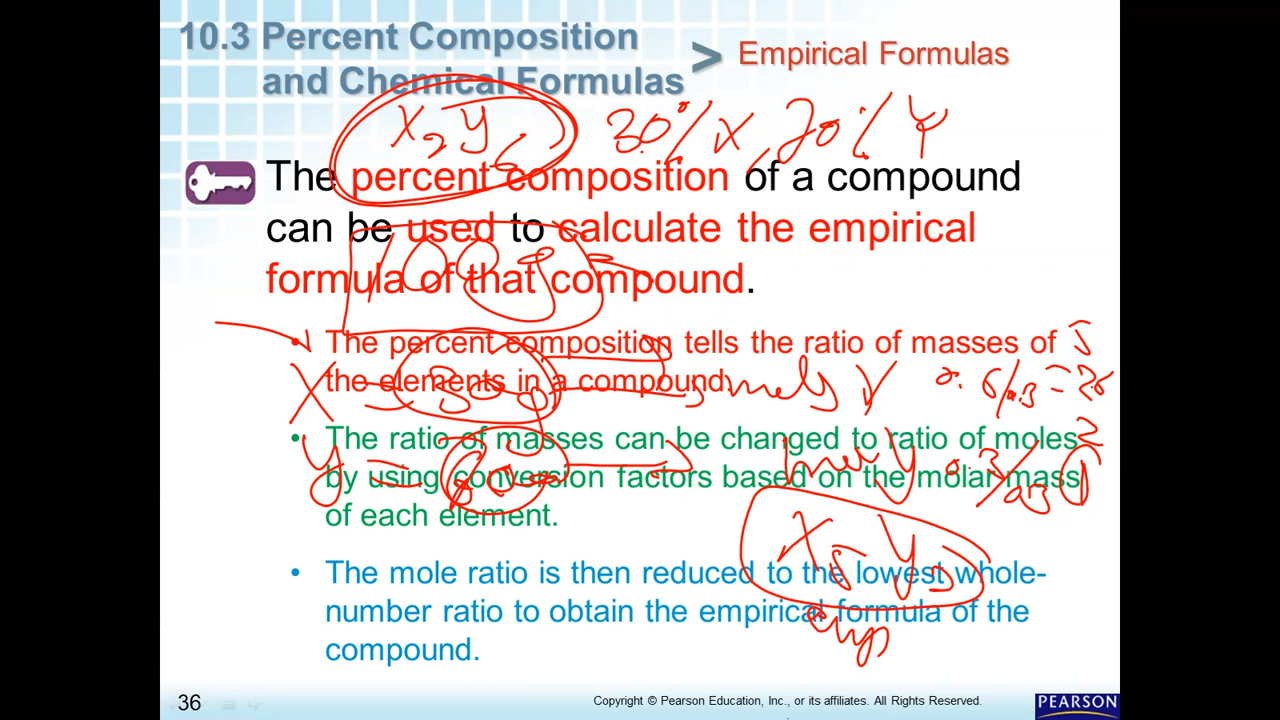 10.3 Percent Composition
and Chemical Formulas
> Empirical Formulas
30% X, 70% Y
The percent composition of a compound
can be used to calculate the empirical
formula of that compound.
100g
• The percent composition tells the ratio of masses of
the elements in a compound.
• The ratio of masses can be changed to ratio of moles
by using conversion factors based on the molar mass
of each element.
• The mole ratio is then reduced to the lowest whole-
number ratio to obtain the empirical formula of the
compound.
emp
36
Copyright © Pearson Education, Inc., or its affiliates. All Rights Reserved.
PEARSON